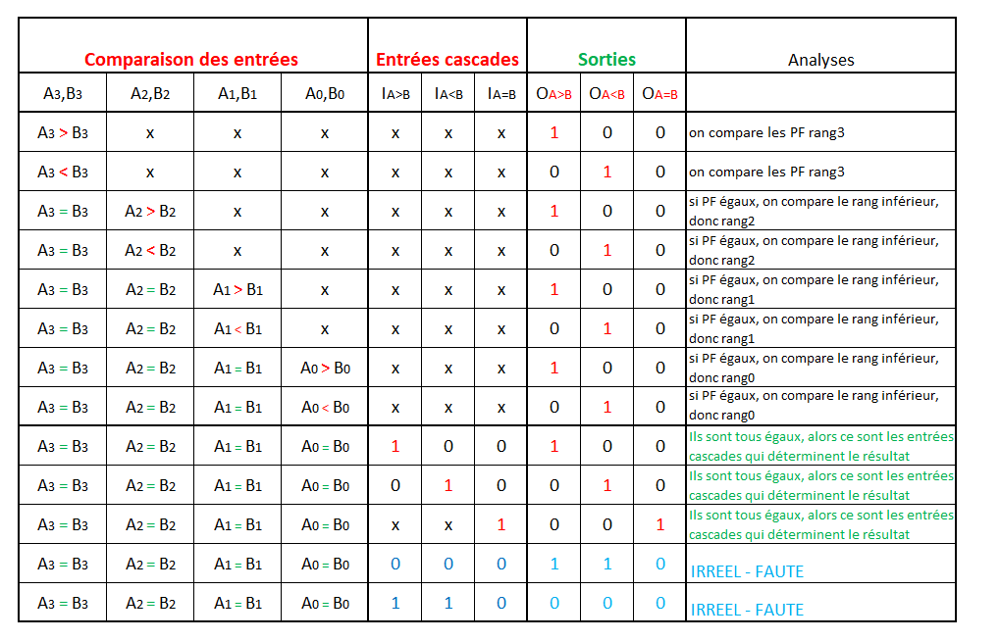 Comparaison des entrées Entrées cascades Sorties Analyses
A3,B3 A2,B2 A1,B1 A0,B0 IA>B IA<B IA=B OA>B OA<B OA=B
A3 > B3 x x x x x x 1 0 0 on compare les PF rang3
A3 < B3 x x x x x x 0 1 0 on compare les PF rang3
A3 = B3 A2 > B2 x x x x x 1 0 0 si PF égaux, on compare le rang inférieur,
donc rang2
A3 = B3 A2 < B2 x x x x x 0 1 0 si PF égaux, on compare le rang inférieur,
donc rang2
A3 = B3 A2 = B2 A1 > B1 x x x x 1 0 0 si PF égaux, on compare le rang inférieur,
donc rang1
A3 = B3 A2 = B2 A1 < B1 x x x x 0 1 0 si PF égaux, on compare le rang inférieur,
donc rang1
A3 = B3 A2 = B2 A1 = B1 A0 > B0 x x x 1 0 0 si PF égaux, on compare le rang inférieur,
donc rang0
A3 = B3 A2 = B2 A1 = B1 A0 < B0 x x x 0 1 0 si PF égaux, on compare le rang inférieur,
donc rang0
A3 = B3 A2 = B2 A1 = B1 A0 = B0 1 0 0 1 0 0 Ils sont tous égaux, alors ce sont les entrées
cascades qui déterminent le résultat
A3 = B3 A2 = B2 A1 = B1 A0 = B0 0 1 0 0 1 0 Ils sont tous égaux, alors ce sont les entrées
cascades qui déterminent le résultat
A3 = B3 A2 = B2 A1 = B1 A0 = B0 x x 1 0 0 1 Ils sont tous égaux, alors ce sont les entrées
cascades qui déterminent le résultat
A3 = B3 A2 = B2 A1 = B1 A0 = B0 0 0 0 1 1 0 IRREEL - FAUTE
A3 = B3 A2 = B2 A1 = B1 A0 = B0 1 1 0 0 0 0 IRREEL - FAUTE